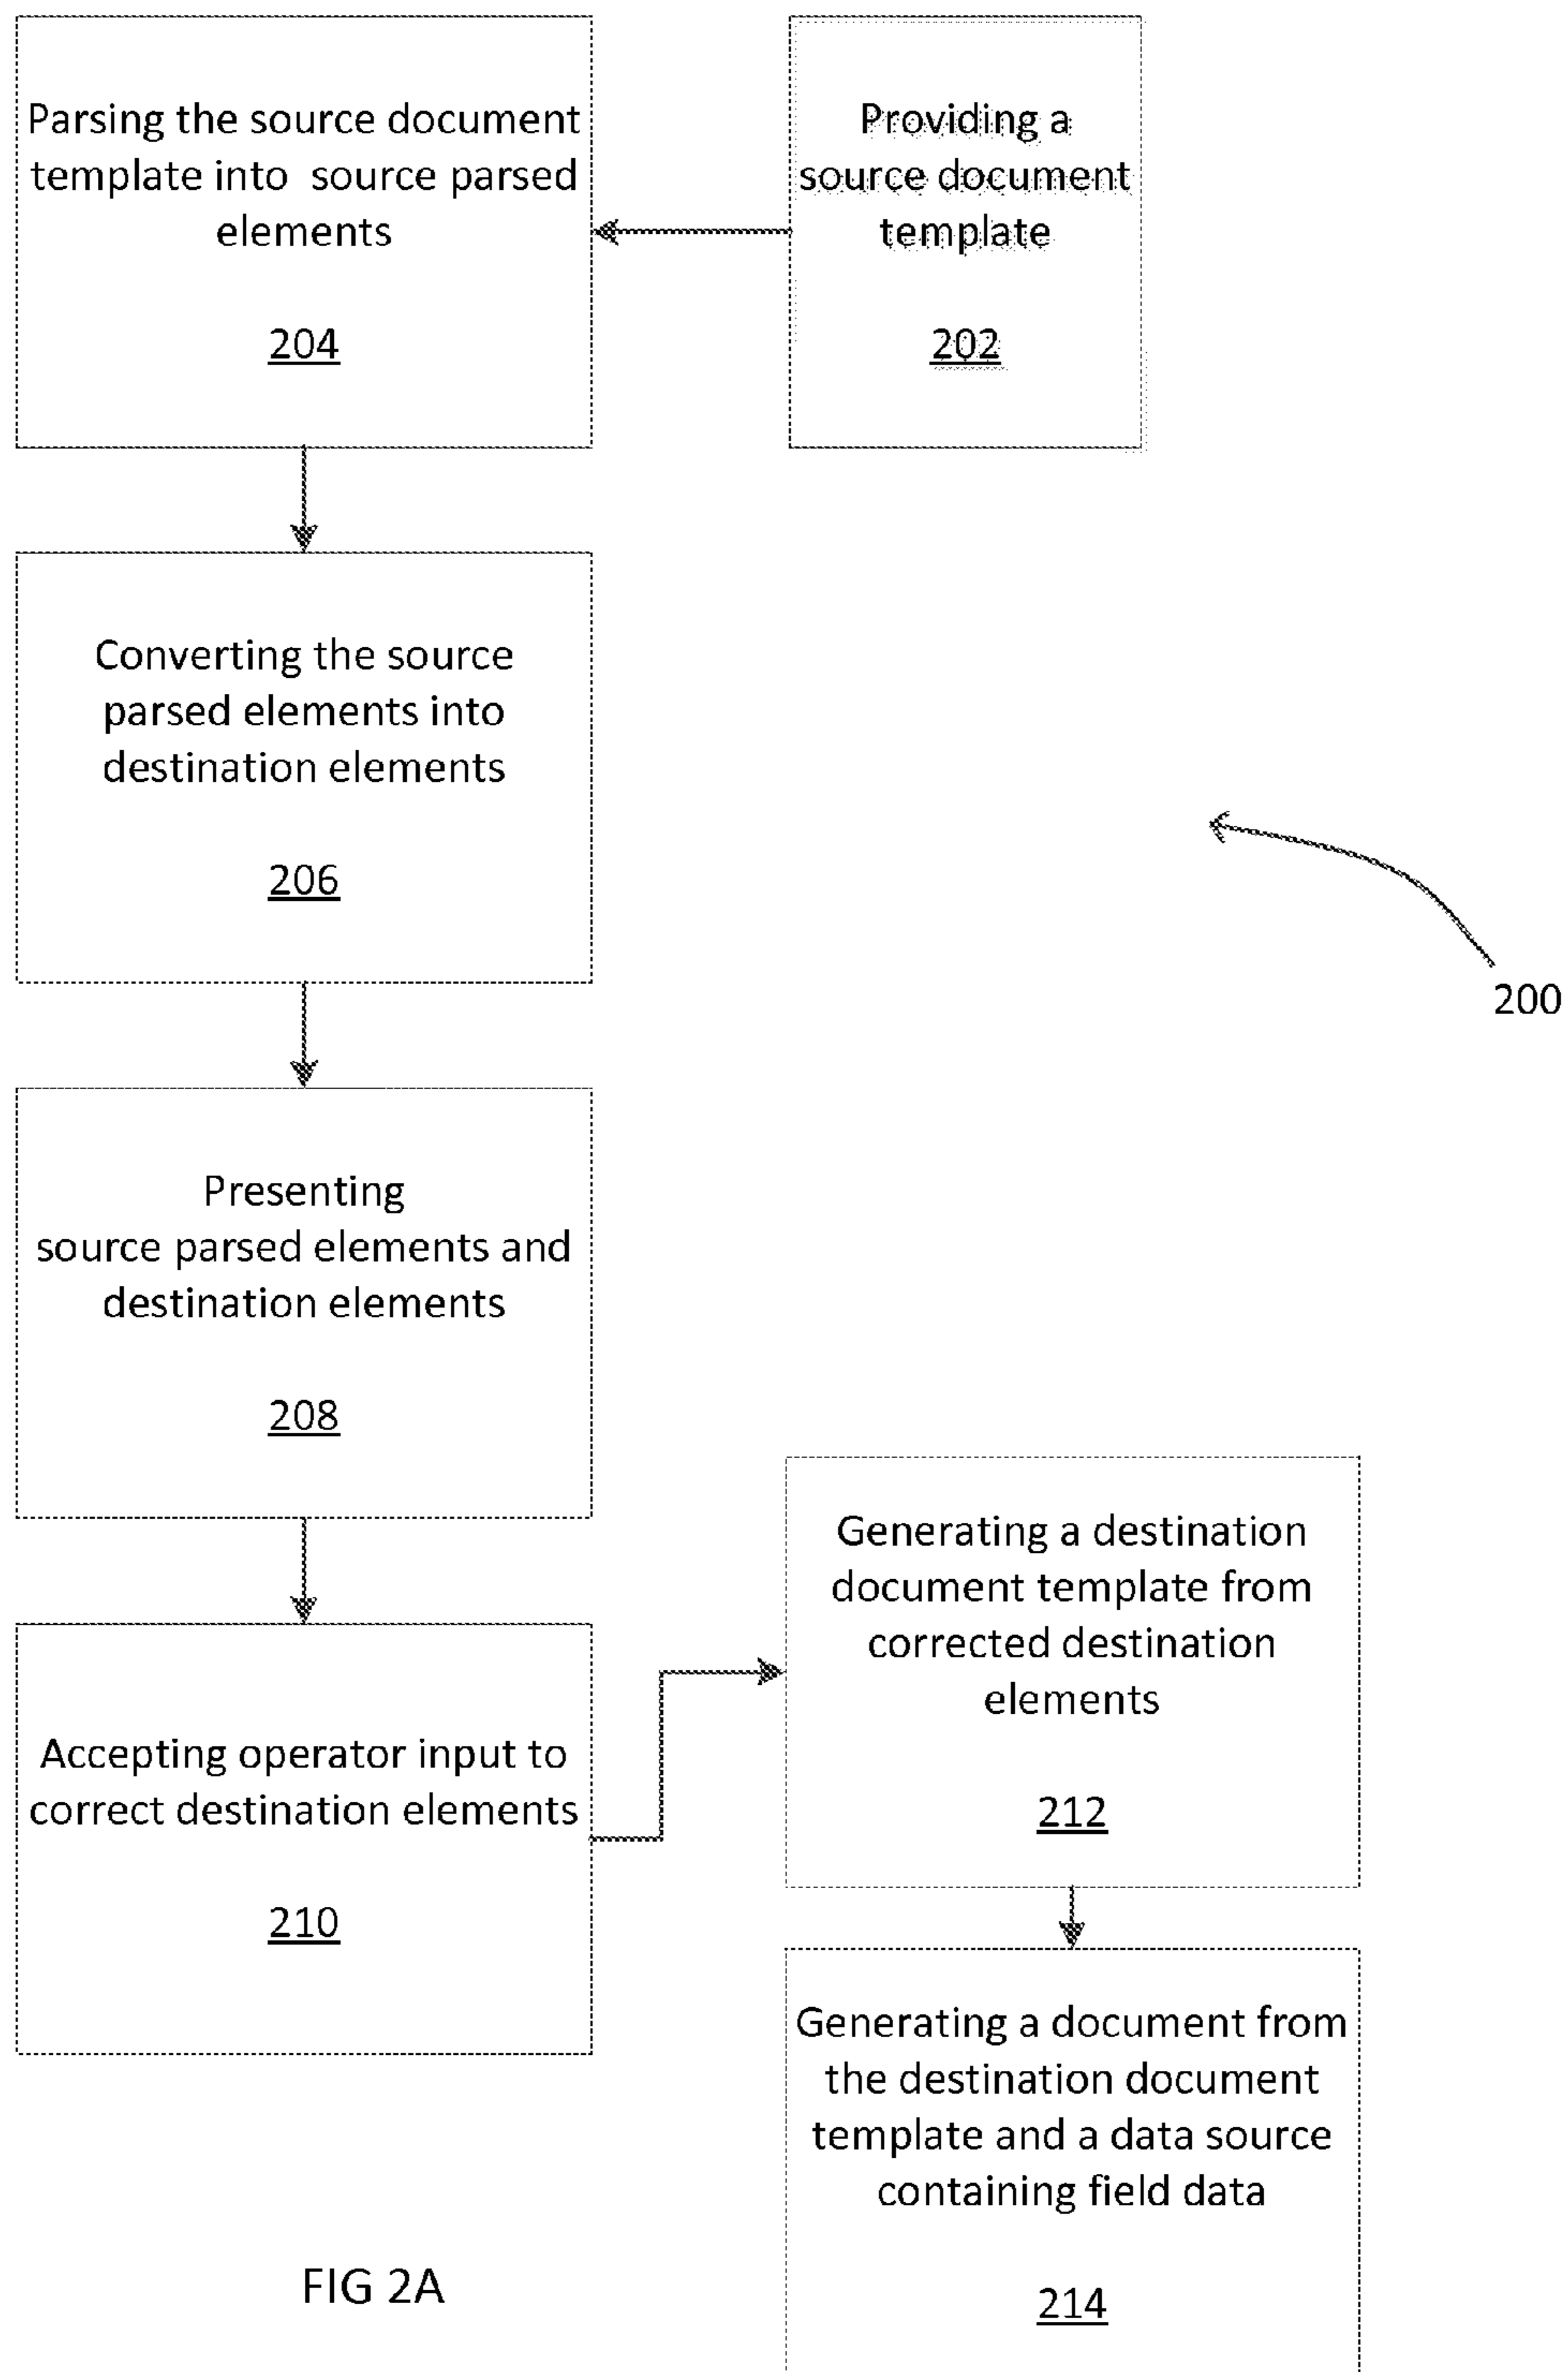 Parsing the source document
template into source parsed
elements
204
Providing a
source document
template
202
Converting the source
parsed elements into
destination elements
206
200
Presenting
source parsed elements and
destination elements
208
Accepting operator input to
correct destination elements
210
Generating a destination
document template from
corrected destination
elements
212
Generating a document from
the destination document
template and a data source
containing field data
214
FIG 2A